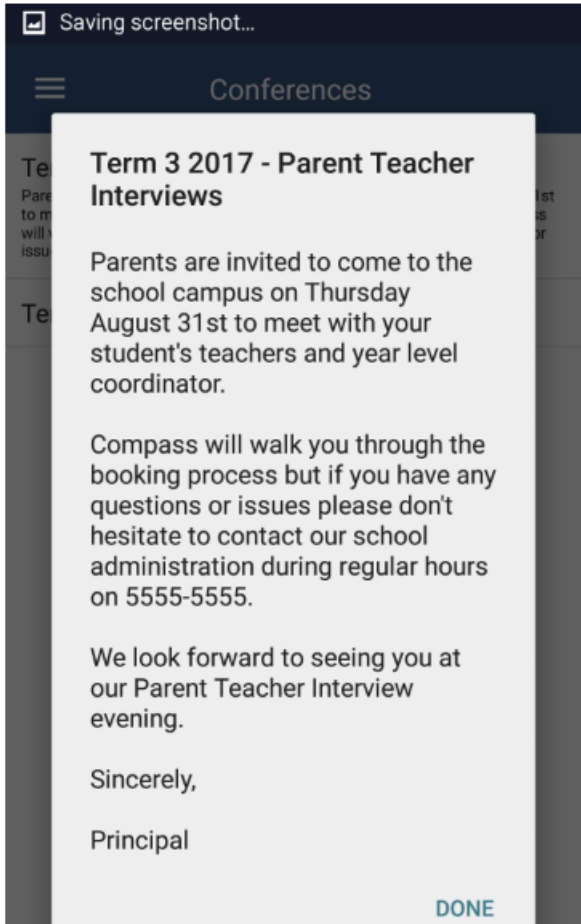 Saving screenshot...
Conferences
Term 3 2017 - Parent Teacher
Interviews
Parents are invited to come to the
school campus on Thursday
August 31st to meet with your
student's teachers and year level
coordinator.
Compass will walk you through the
booking process but if you have any
questions or issues please don't
hesitate to contact our school
administration during regular hours
on 5555-5555.
We look forward to seeing you at
our Parent Teacher Interview
evening.
Sincerely,
Principal
DONE